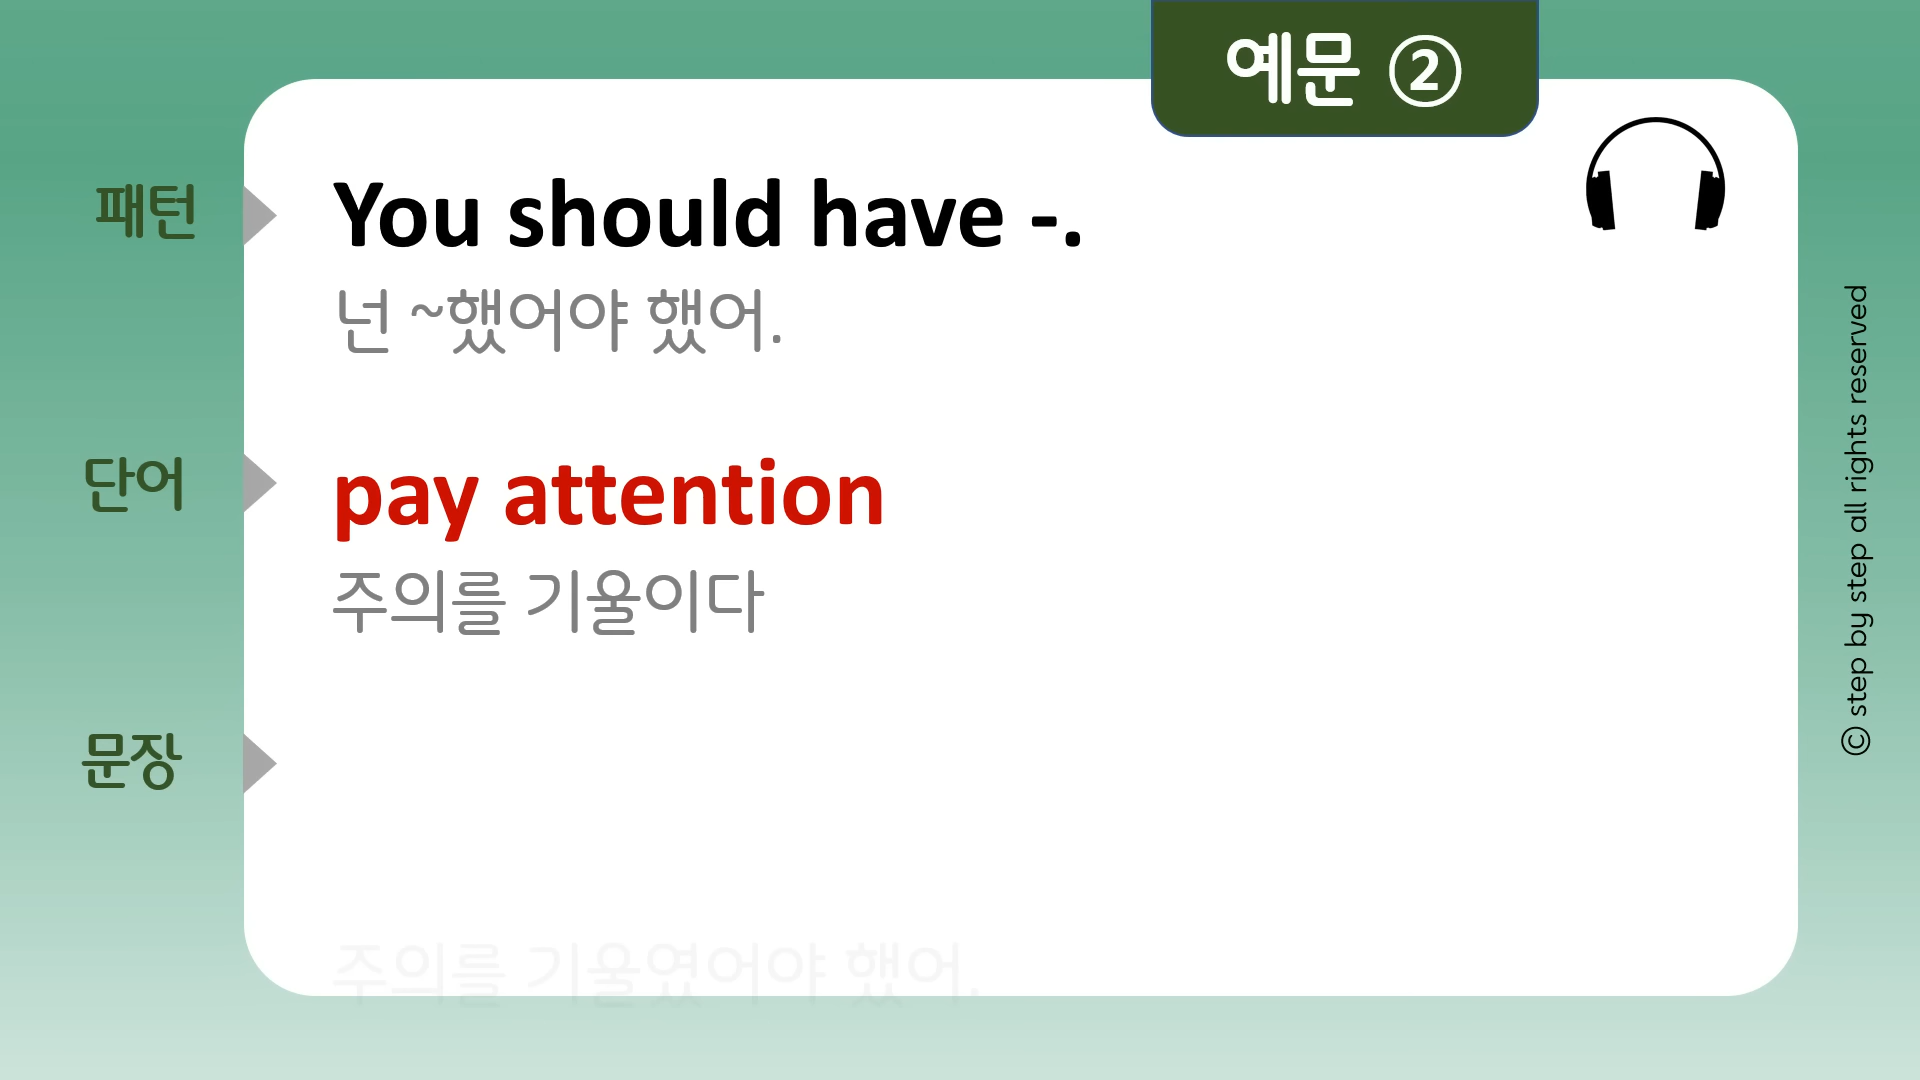 예문 ②
패턴
You should have -.
넌 ~했어야 했어.
단어
pay attention
주의를 기울이다
문장
주의를 기울였어야 했어.
© step by step all rights reserved